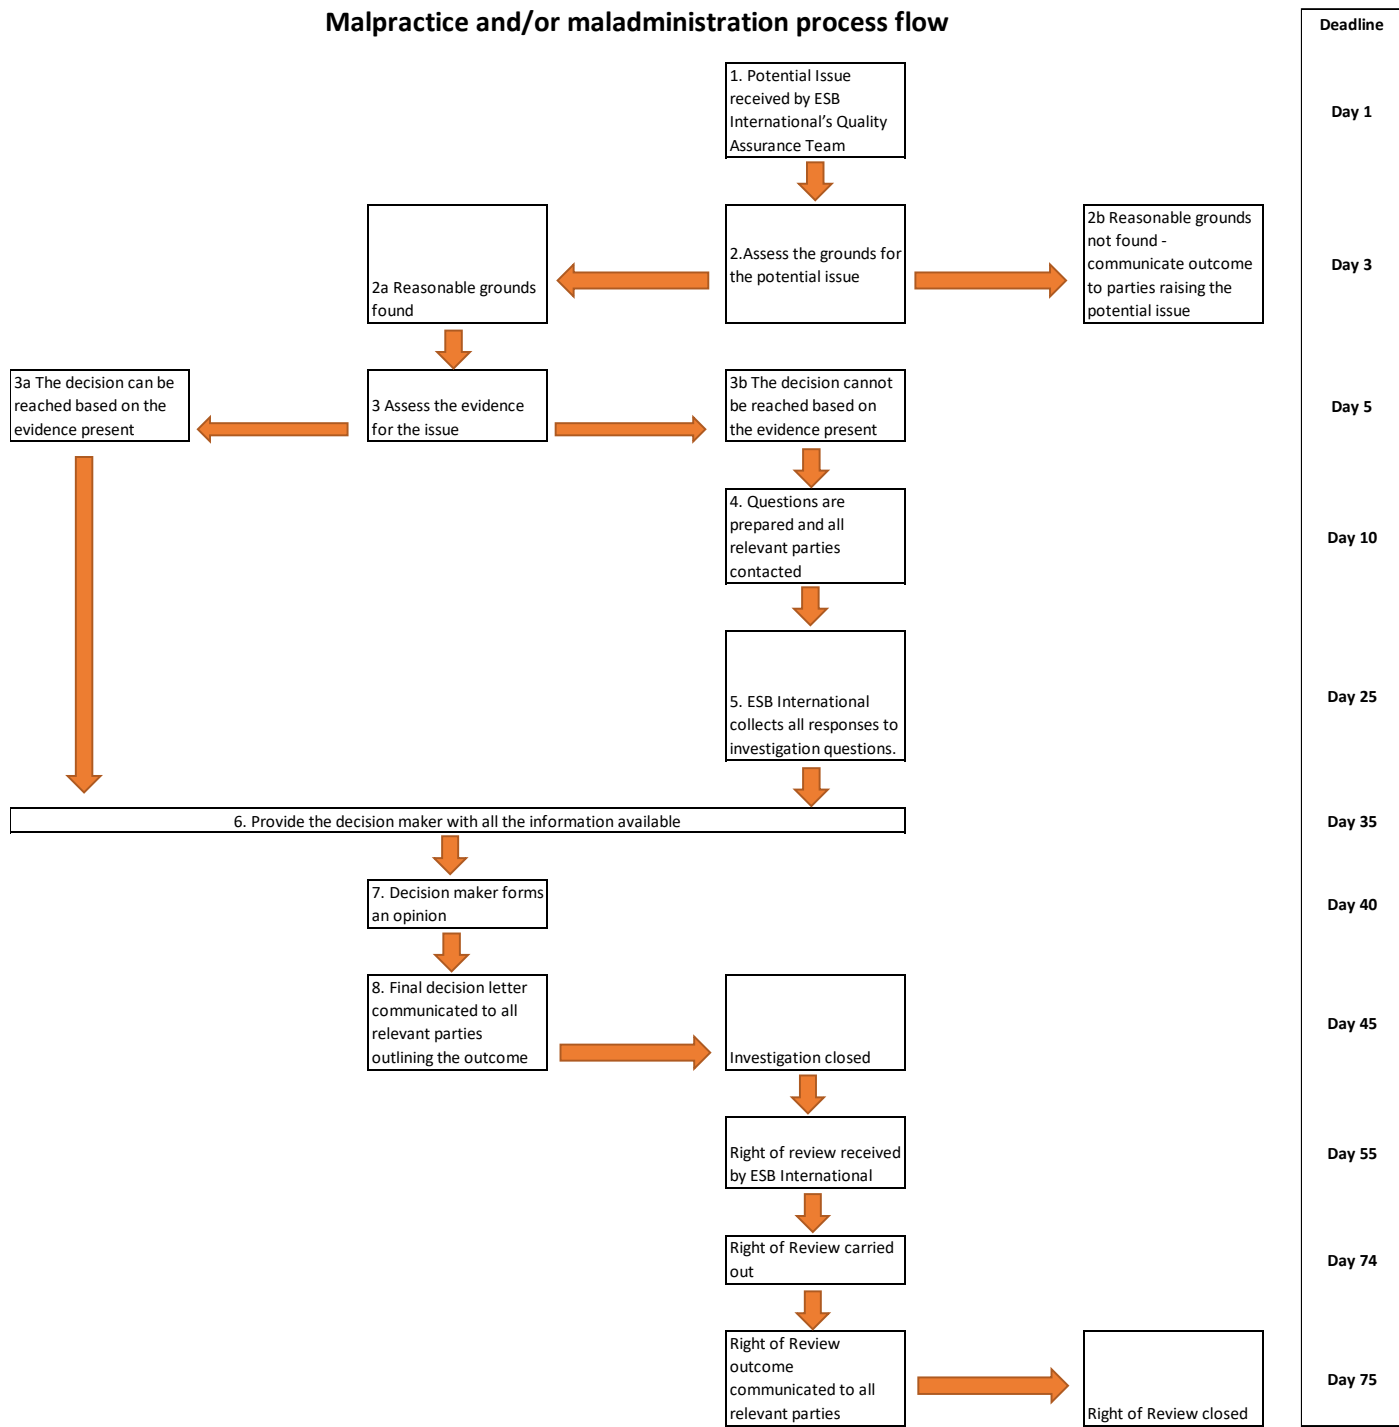 Malpractice and/or maladministration process flow
Deadline
1. Potential Issue
received by ESB
International’s Quality
Assurance Team
Day 1
2a Reasonable grounds
found
2.Assess the grounds for
the potential issue
2b Reasonable grounds
not found -
communicate outcome
to parties raising the
potential issue
Day 3
3a The decision can be
reached based on the
evidence present
3 Assess the evidence
for the issue
3b The decision cannot
be reached based on
the evidence present
Day 5
4. Questions are
prepared and all
relevant parties
contacted
Day 10
5. ESB International
collects all responses to
investigation questions.
Day 25
6. Provide the decision maker with all the information available
Day 35
7. Decision maker forms
an opinion
Day 40
8. Final decision letter
communicated to all
relevant parties
outlining the outcome
Investigation closed
Day 45
Right of review received
by ESB International
Day 55
Right of Review carried
out
Day 74
Right of Review
outcome
communicated to all
relevant parties
Right of Review closed
Day 75